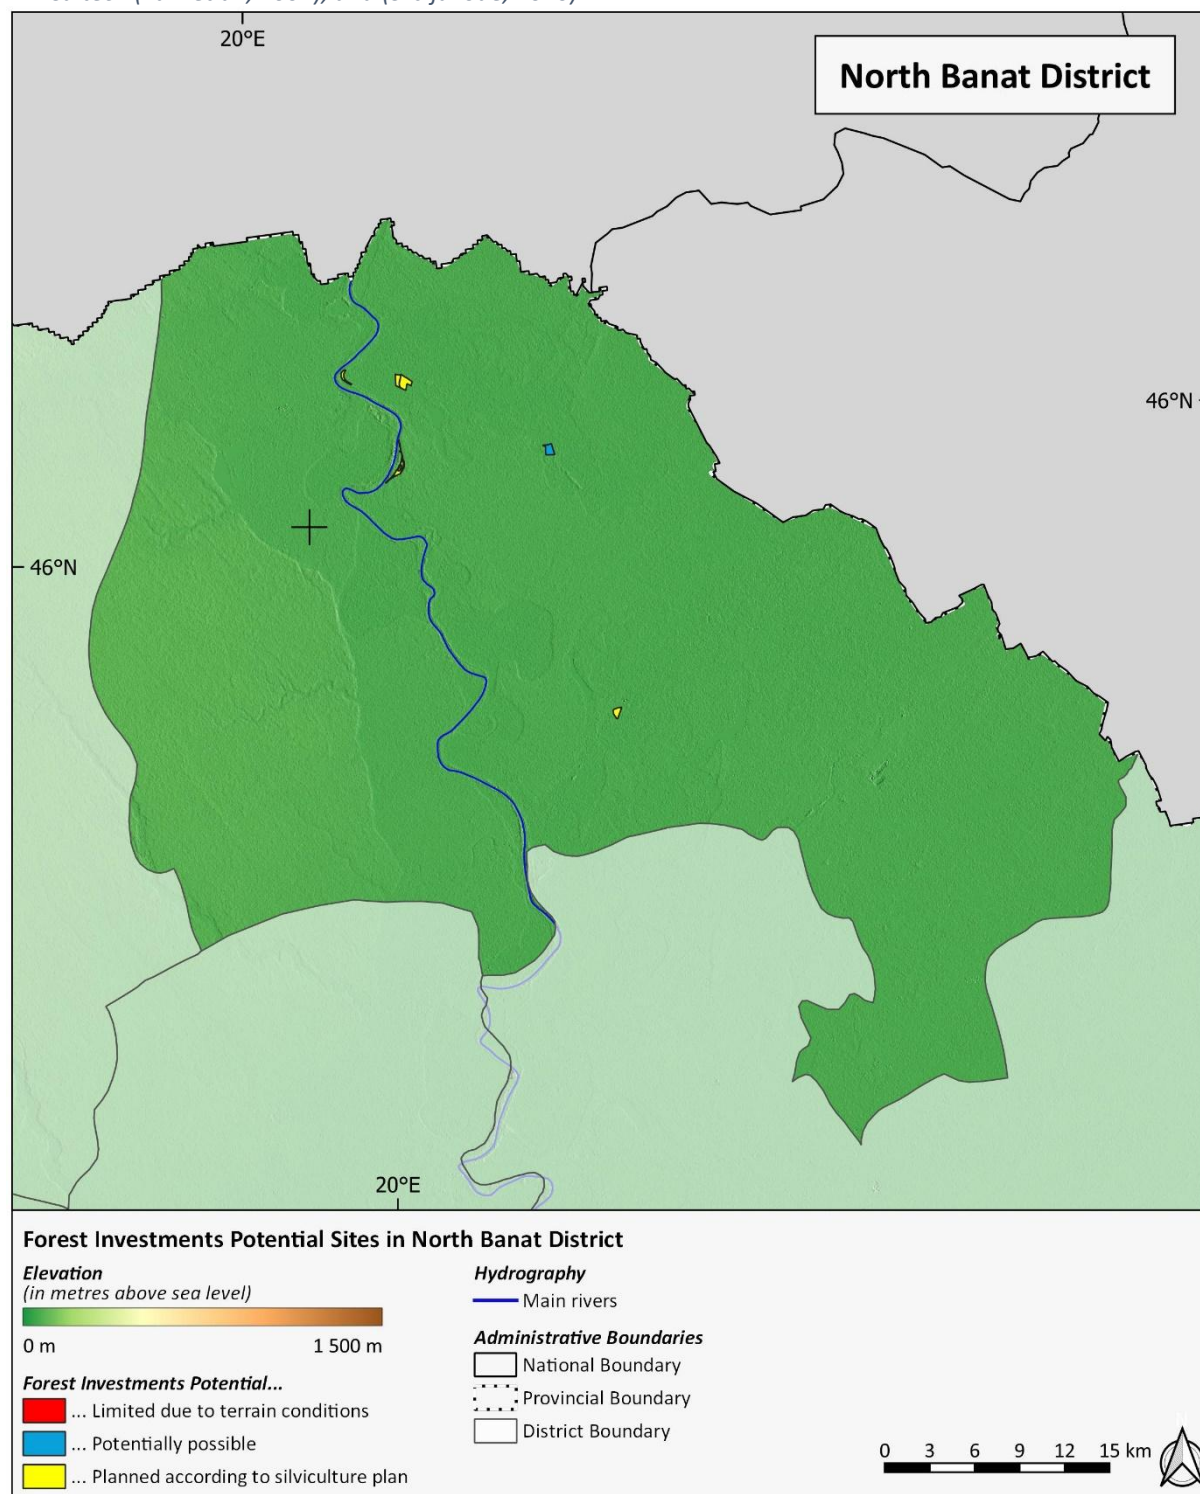 20°E
North Banat District
46°N
46°N
20°E
Forest Investments Potential Sites in North Banat District
Elevation
(in metres above sea level)
0 m 1 500 m
Forest Investments Potential...
... Limited due to terrain conditions
... Potentially possible
... Planned according to silviculture plan
Hydrography
Main rivers
Administrative Boundaries
National Boundary
Provincial Boundary
District Boundary
0 3 6 9 12 15 km